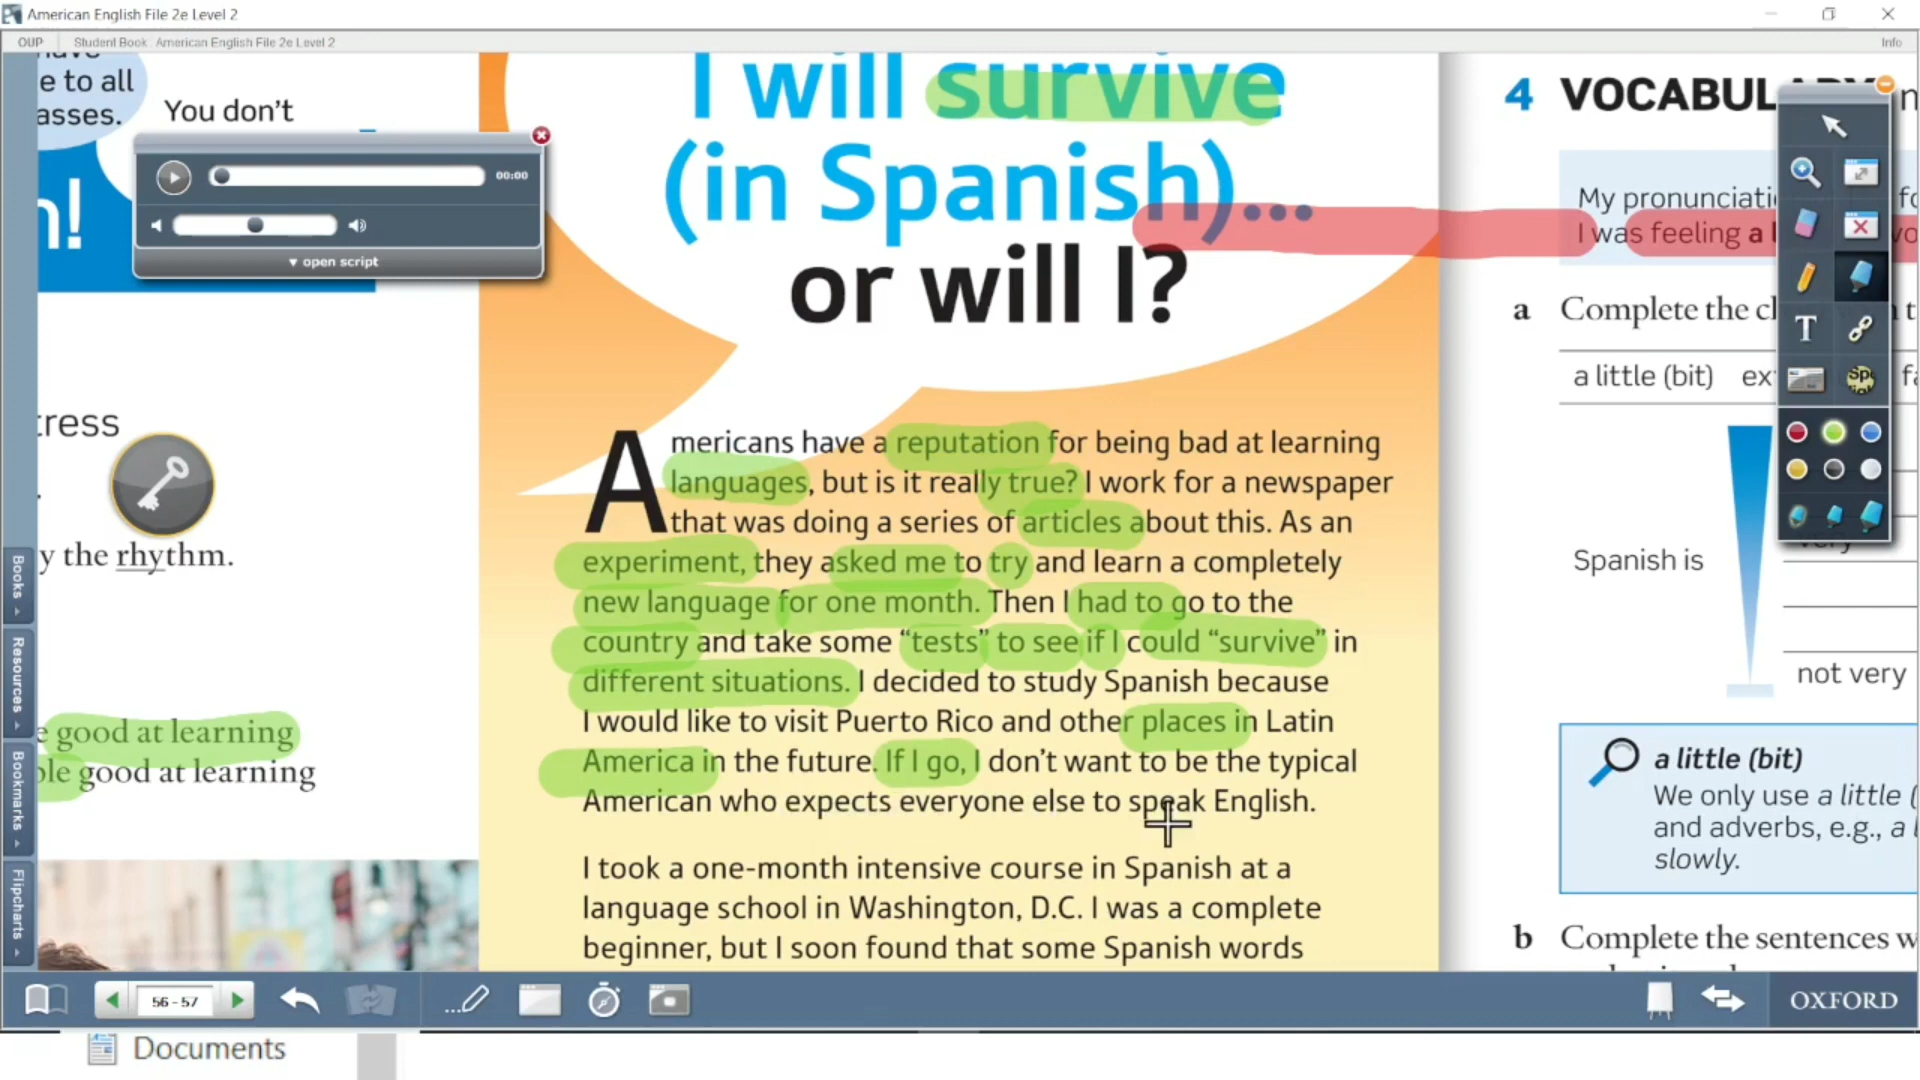 American English File 2e Level 2
OUP Student Book . American English File 2e Level 2 Info
e to all
asses.
You don't
n!
00:00
open script
tress
y the rhythm.
e good at learning
ble good at learning
I will survive
(in Spanish)...
or will I?
Americans have a reputation for being bad at learning
languages, but is it really true? I work for a newspaper
that was doing a series of articles about this. As an
experiment, they asked me to try and learn a completely
new language for one month. Then I had to go to the
country and take some “tests” to see if I could “survive” in
different situations. I decided to study Spanish because
I would like to visit Puerto Rico and other places in Latin
America in the future. If I go, I don't want to be the typical
American who expects everyone else to speak English.
I took a one-month intensive course in Spanish at a
language school in Washington, D.C. I was a complete
beginner, but I soon found that some Spanish words
4 VOCABUL
My pronunciati
I was feeling a l
a Complete the cl
a little (bit) ex
Spanish is
very
not very
a little (bit)
We only use a little (
and adverbs, e.g., a l
slowly.
b Complete the sentences w
Books
Resources
Bookmarks
Flipcharts
T
56 - 57
OXFORD
Documents